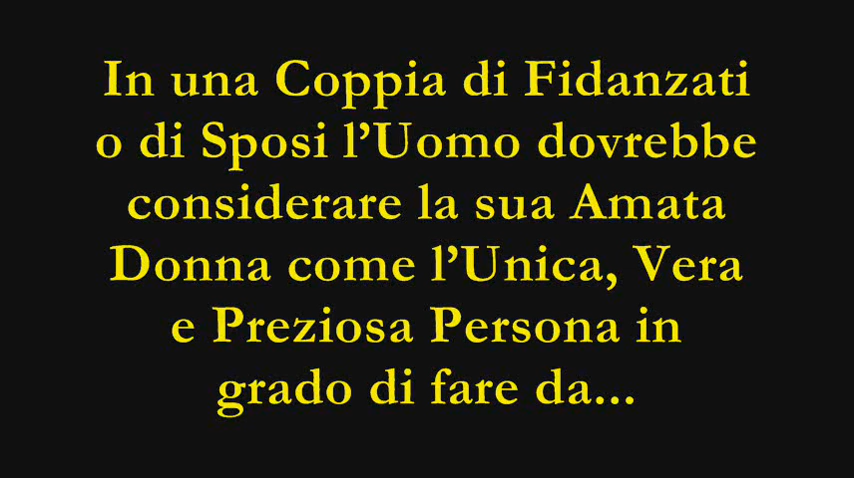 In una Coppia di Fidanzati
o di Sposi l’Uomo dovrebbe
considerare la sua Amata
Donna come l’Unica, Vera
e Preziosa Persona in
grado di fare da...